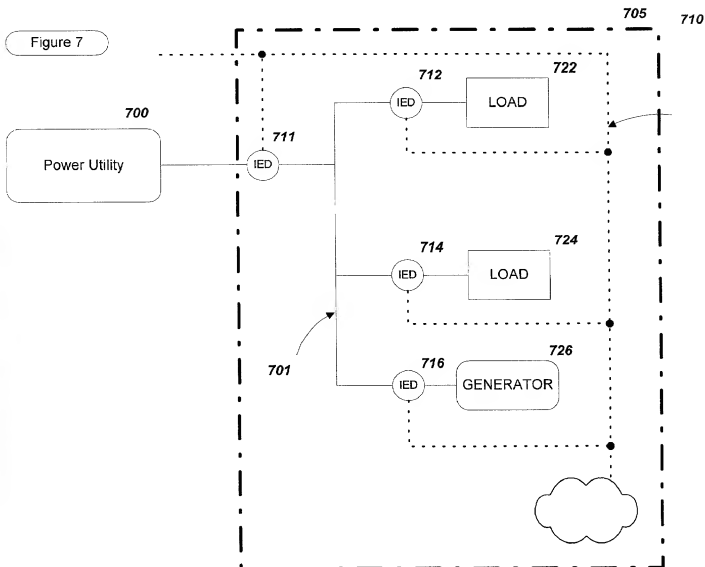 705
710
Figure 7
712
722
IED
LOAD
700
711
Power Utility
IED
714
724
IED
LOAD
701
716
726
IED
GENERATOR